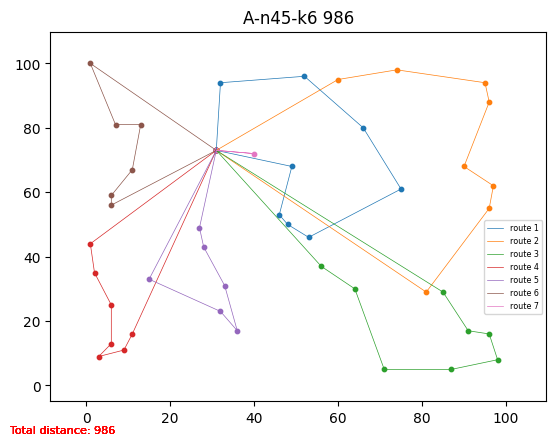 A-n45-k6 986
100
80
60
40
20
0
route 1
route 2
route 3
route 4
route 5
route 6
route 7
0 20 40 60 80 100
Total distance: 986